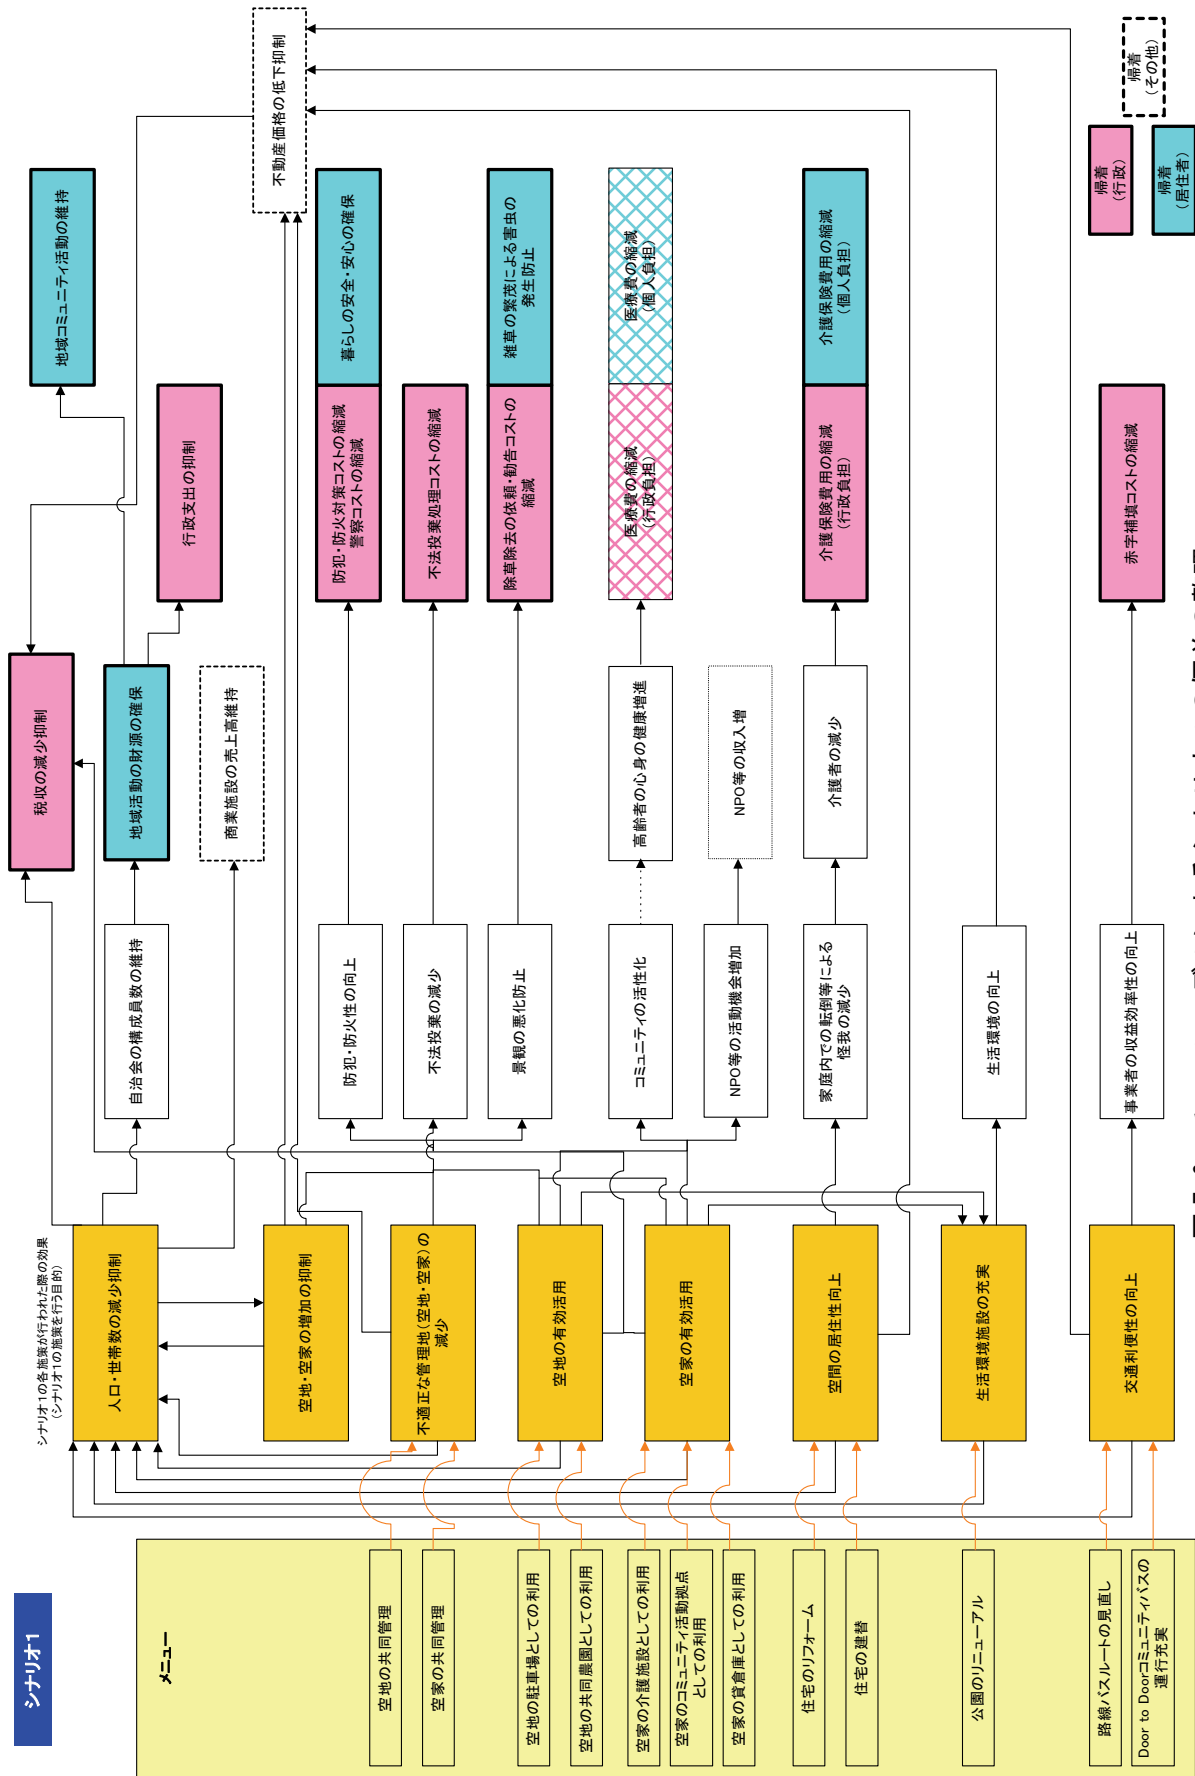 シナリオ1
メニュー
空地の共同管理
空家の共同管理
空地の駐車場としての利用
空地の共同農園としての利用
空家の介護施設としての利用
空家のコミュニティ活動拠点
としての利用
空家の貸倉庫としての利用
住宅のリフォーム
住宅の建替
公園のリニューアル
路線バスルートの見直し
Door to Doorコミュニティバスの
運行充実
シナリオ1の各施策が行われた際の効果
(シナリオ1の施策を行う目的)
人口・世帯数の減少抑制
空地・空家の増加の抑制
不適正な管理地(空地・空家)の
減少
空地の有効活用
空家の有効活用
空間の居住性向上
生活環境施設の充実
交通利便性の向上
自治会の構成員数の維持
防犯・防火性の向上
不法投棄の減少
景観の悪化防止
コミュニティの活性化
NPO等の活動機会増加
家庭内での転倒等による
怪我の減少
生活環境の向上
事業者の収益効率性の向上
税収の減少抑制
地域活動の財源の確保
商業施設の売上高維持
高齢者の心身の健康増進
NPO等の収入増
介護者の減少
行政支出の抑制
防犯・防火対策コストの縮減
警察コストの縮減
不法投棄処理コストの縮減
除草除去の依頼・勧告コストの
縮減
医療費の縮減
(行政負担)
介護保険費用の縮減
(行政負担)
赤字補填コストの縮減
地域コミュニティ活動の維持
暮らしの安全・安心の確保
雑草の繁茂による害虫の
発生防止
医療費の縮減
(個人負担)
介護保険費用の縮減
(個人負担)
不動産価格の低下抑制
帰着
(行政)
帰着
(居住者)
帰着
(その他)